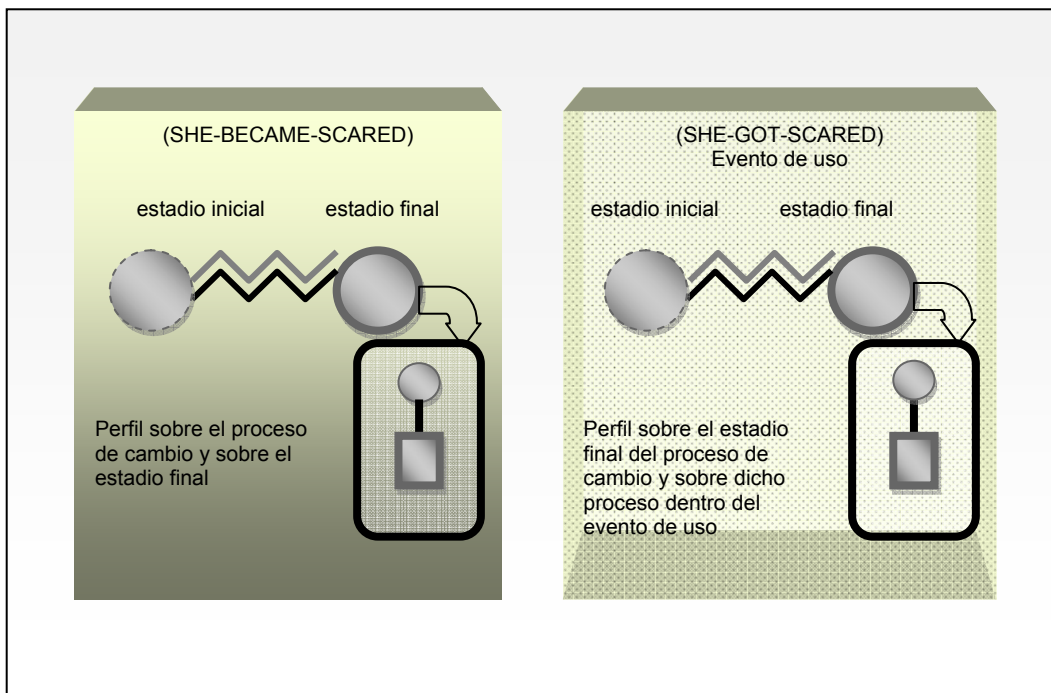 (SHE-BECAME-SCARED)
estadio inicial
estadio final
Perfil sobre el proceso
de cambio y sobre el
estadio final
(SHE-GOT-SCARED)
Evento de uso
estadio inicial
estadio final
Perfil sobre el estadio
final del proceso de
cambio y sobre dicho
proceso dentro del
evento de uso